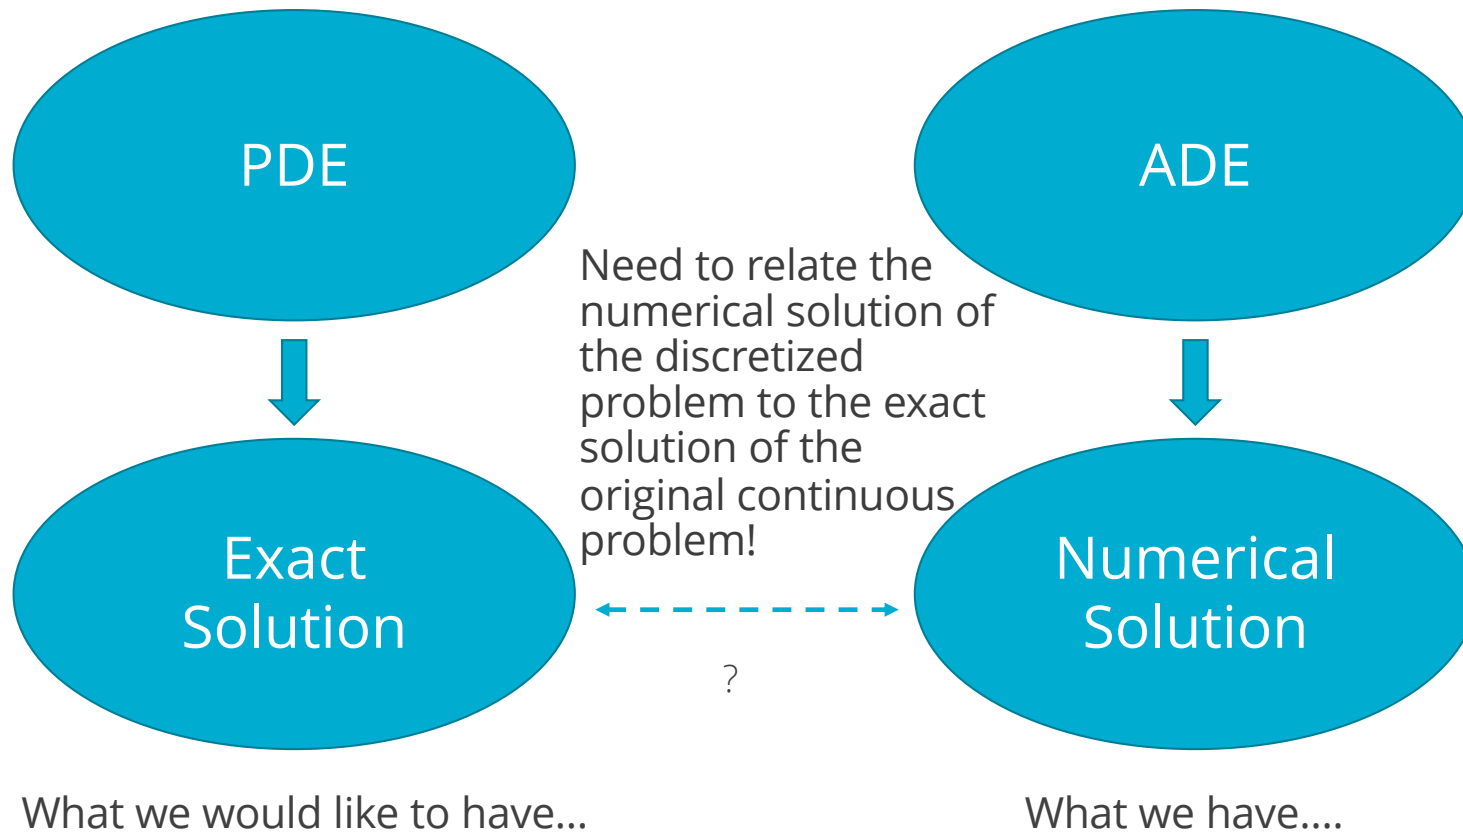 PDE
ADE
Need to relate the
numerical solution of
the discretized
problem to the exact
solution of the
original continuous
problem!
Exact
Solution
Numerical
Solution
?
What we would like to have...
What we have....